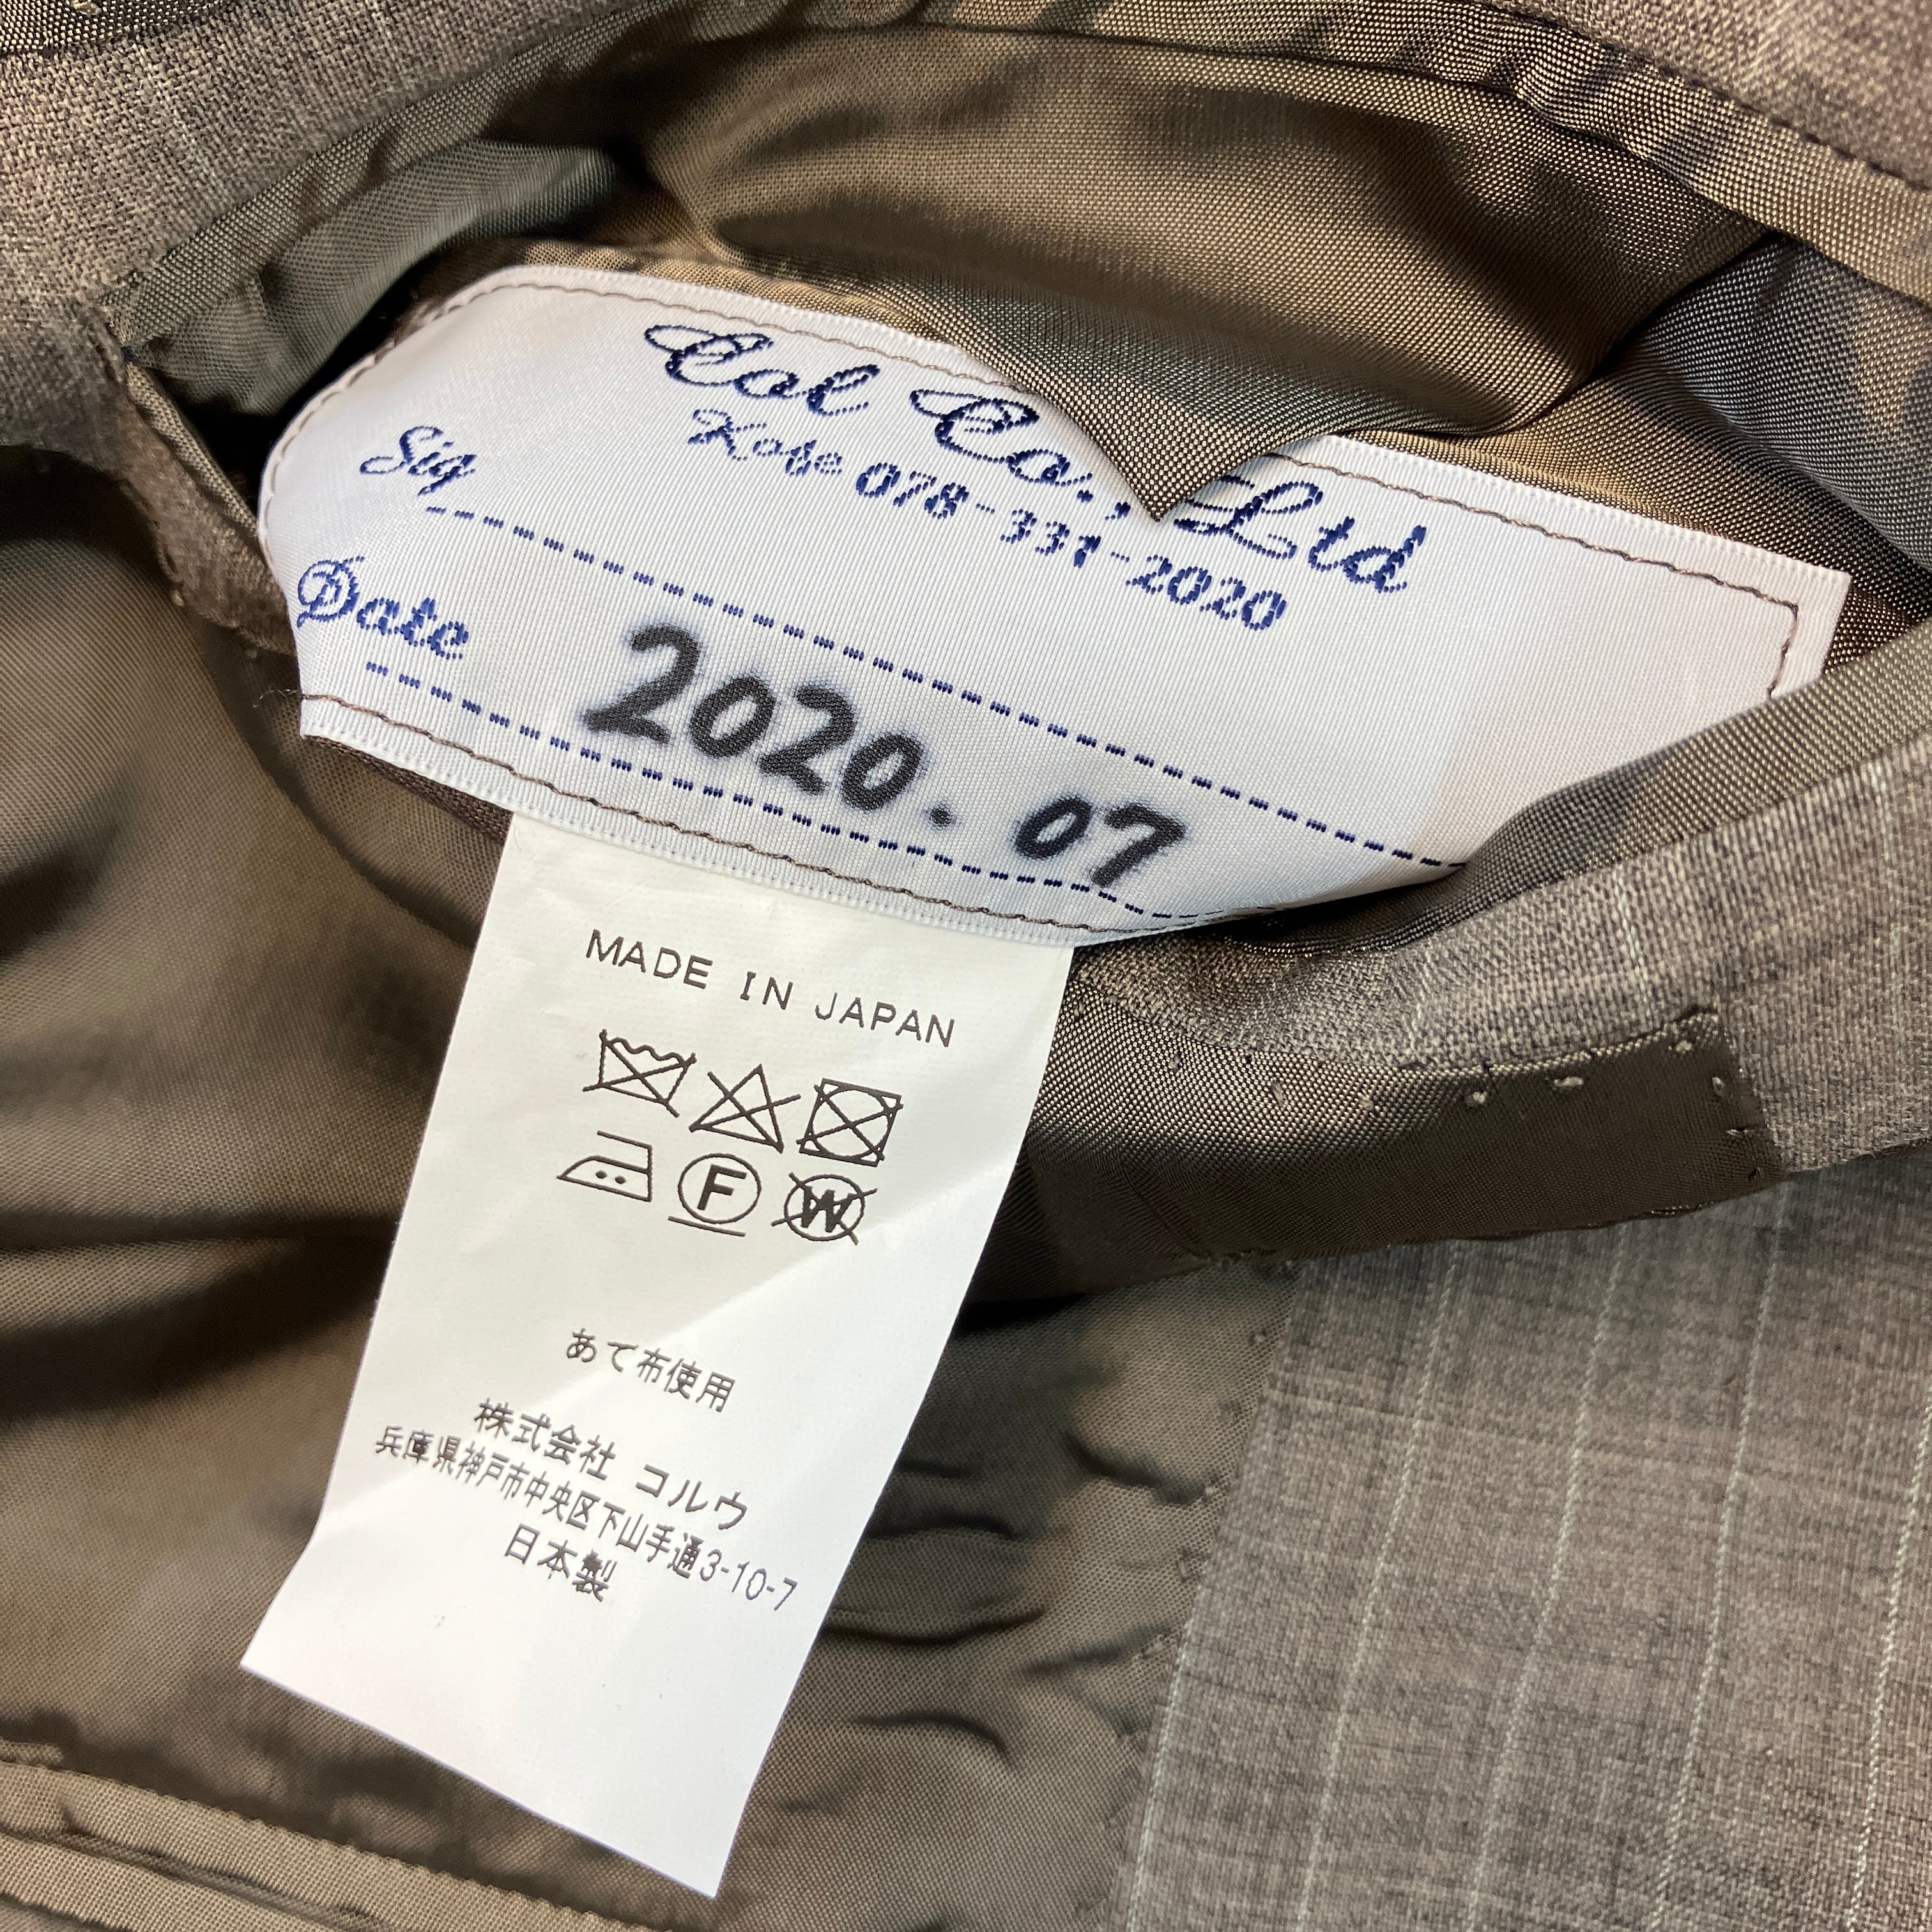 Col Co., Ltd
Kobe 078-331-2020
Sig
Date 2020.07
MADE IN JAPAN
F W
あて布使用
株式会社 コルウ
兵庫県神戸市中央区下山手通3-10-7
日本製